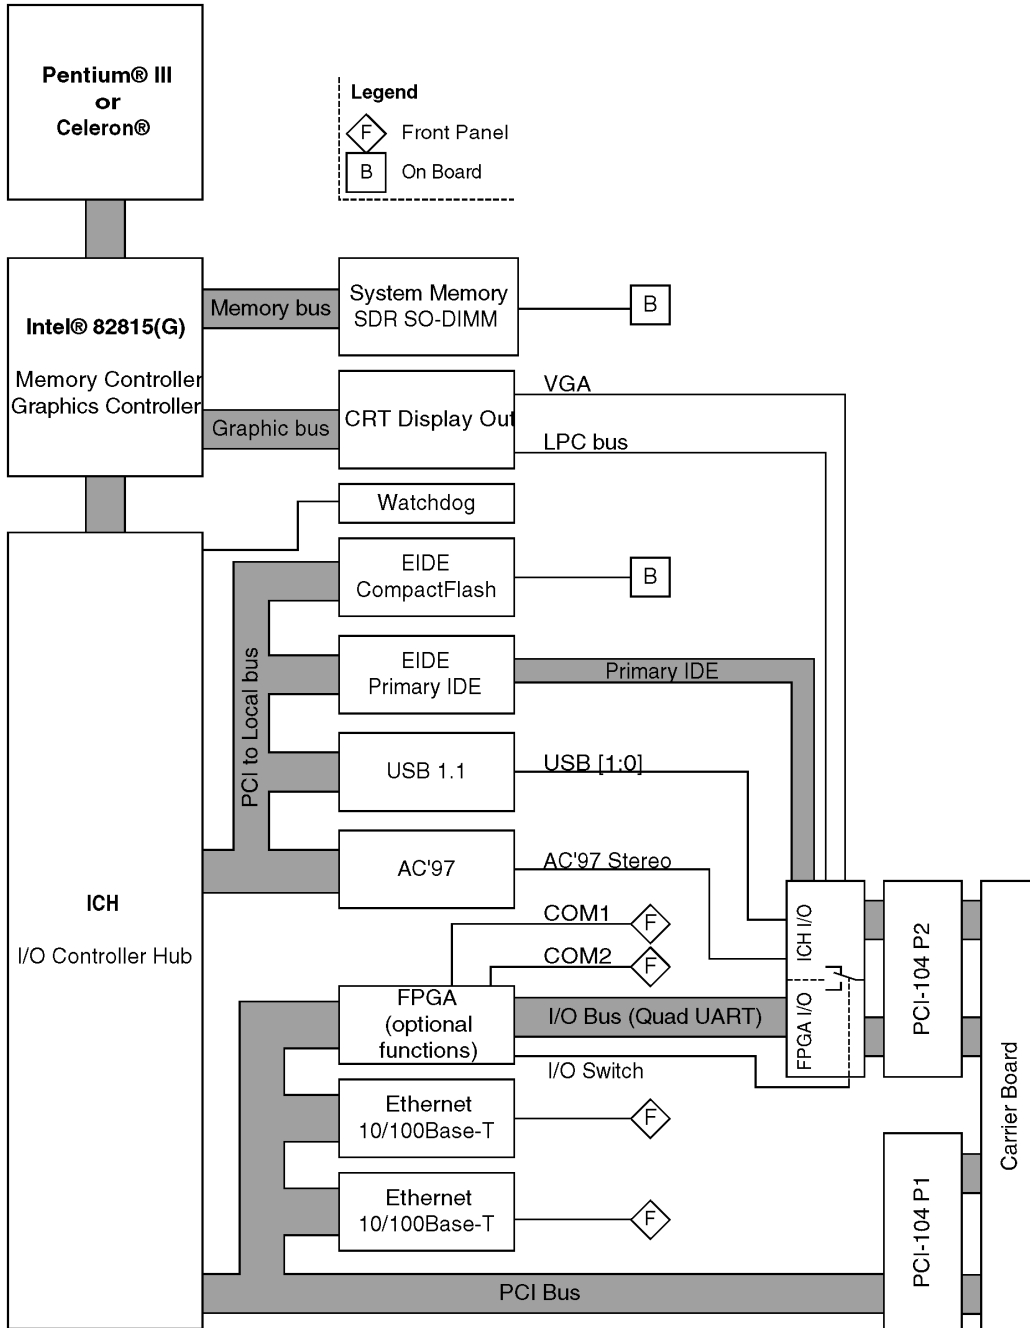 Pentium® III
or
Celeron®
Legend
F Front Panel
B On Board
Intel® 82815(G)
Memory Controller
Graphics Controller
Memory bus
System Memory
SDR SO-DIMM
B
Graphic bus
CRT Display Out
VGA
LPC bus
Watchdog
EIDE
CompactFlash
B
PCI to Local bus
EIDE
Primary IDE
Primary IDE
USB 1.1
USB [1:0]
AC'97
AC'97 Stereo
ICH
I/O Controller Hub
COM1
F
COM2
F
FPGA
(optional
functions)
I/O Bus (Quad UART)
I/O Switch
ICH I/O
FPGA I/O
PCI-104 P2
Carrier Board
Ethernet
10/100Base-T
F
Ethernet
10/100Base-T
F
PCI-104 P1
PCI Bus